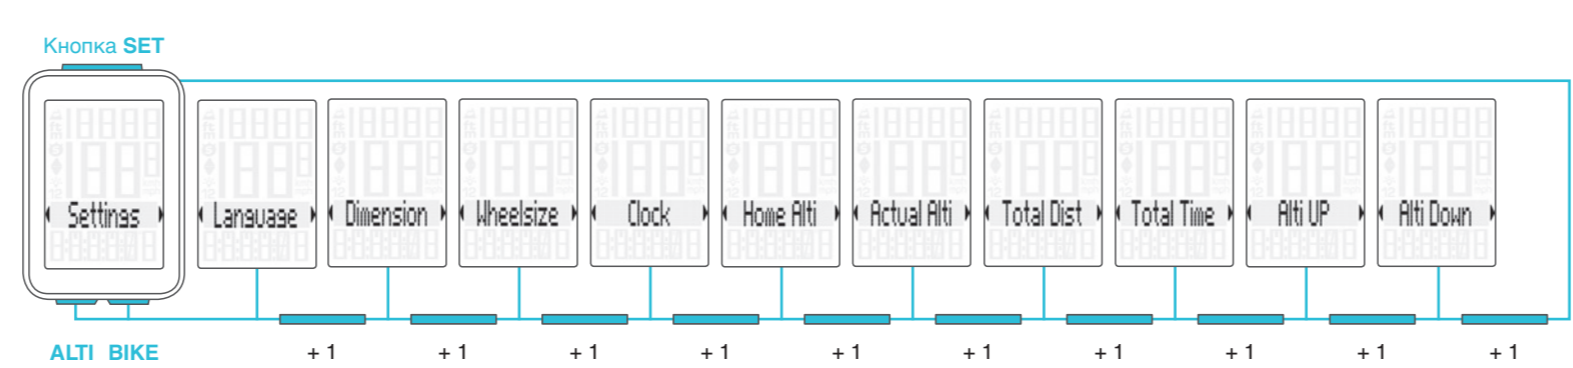 Кнопка SET
Settings
Language
Dimension
Wheelsize
Clock
Home Alti
Actual Alti
Total Dist
Total Time
Alti UP
Alti Down
ALTI BIKE
+ 1
+ 1
+ 1
+ 1
+ 1
+ 1
+ 1
+ 1
+ 1
+ 1